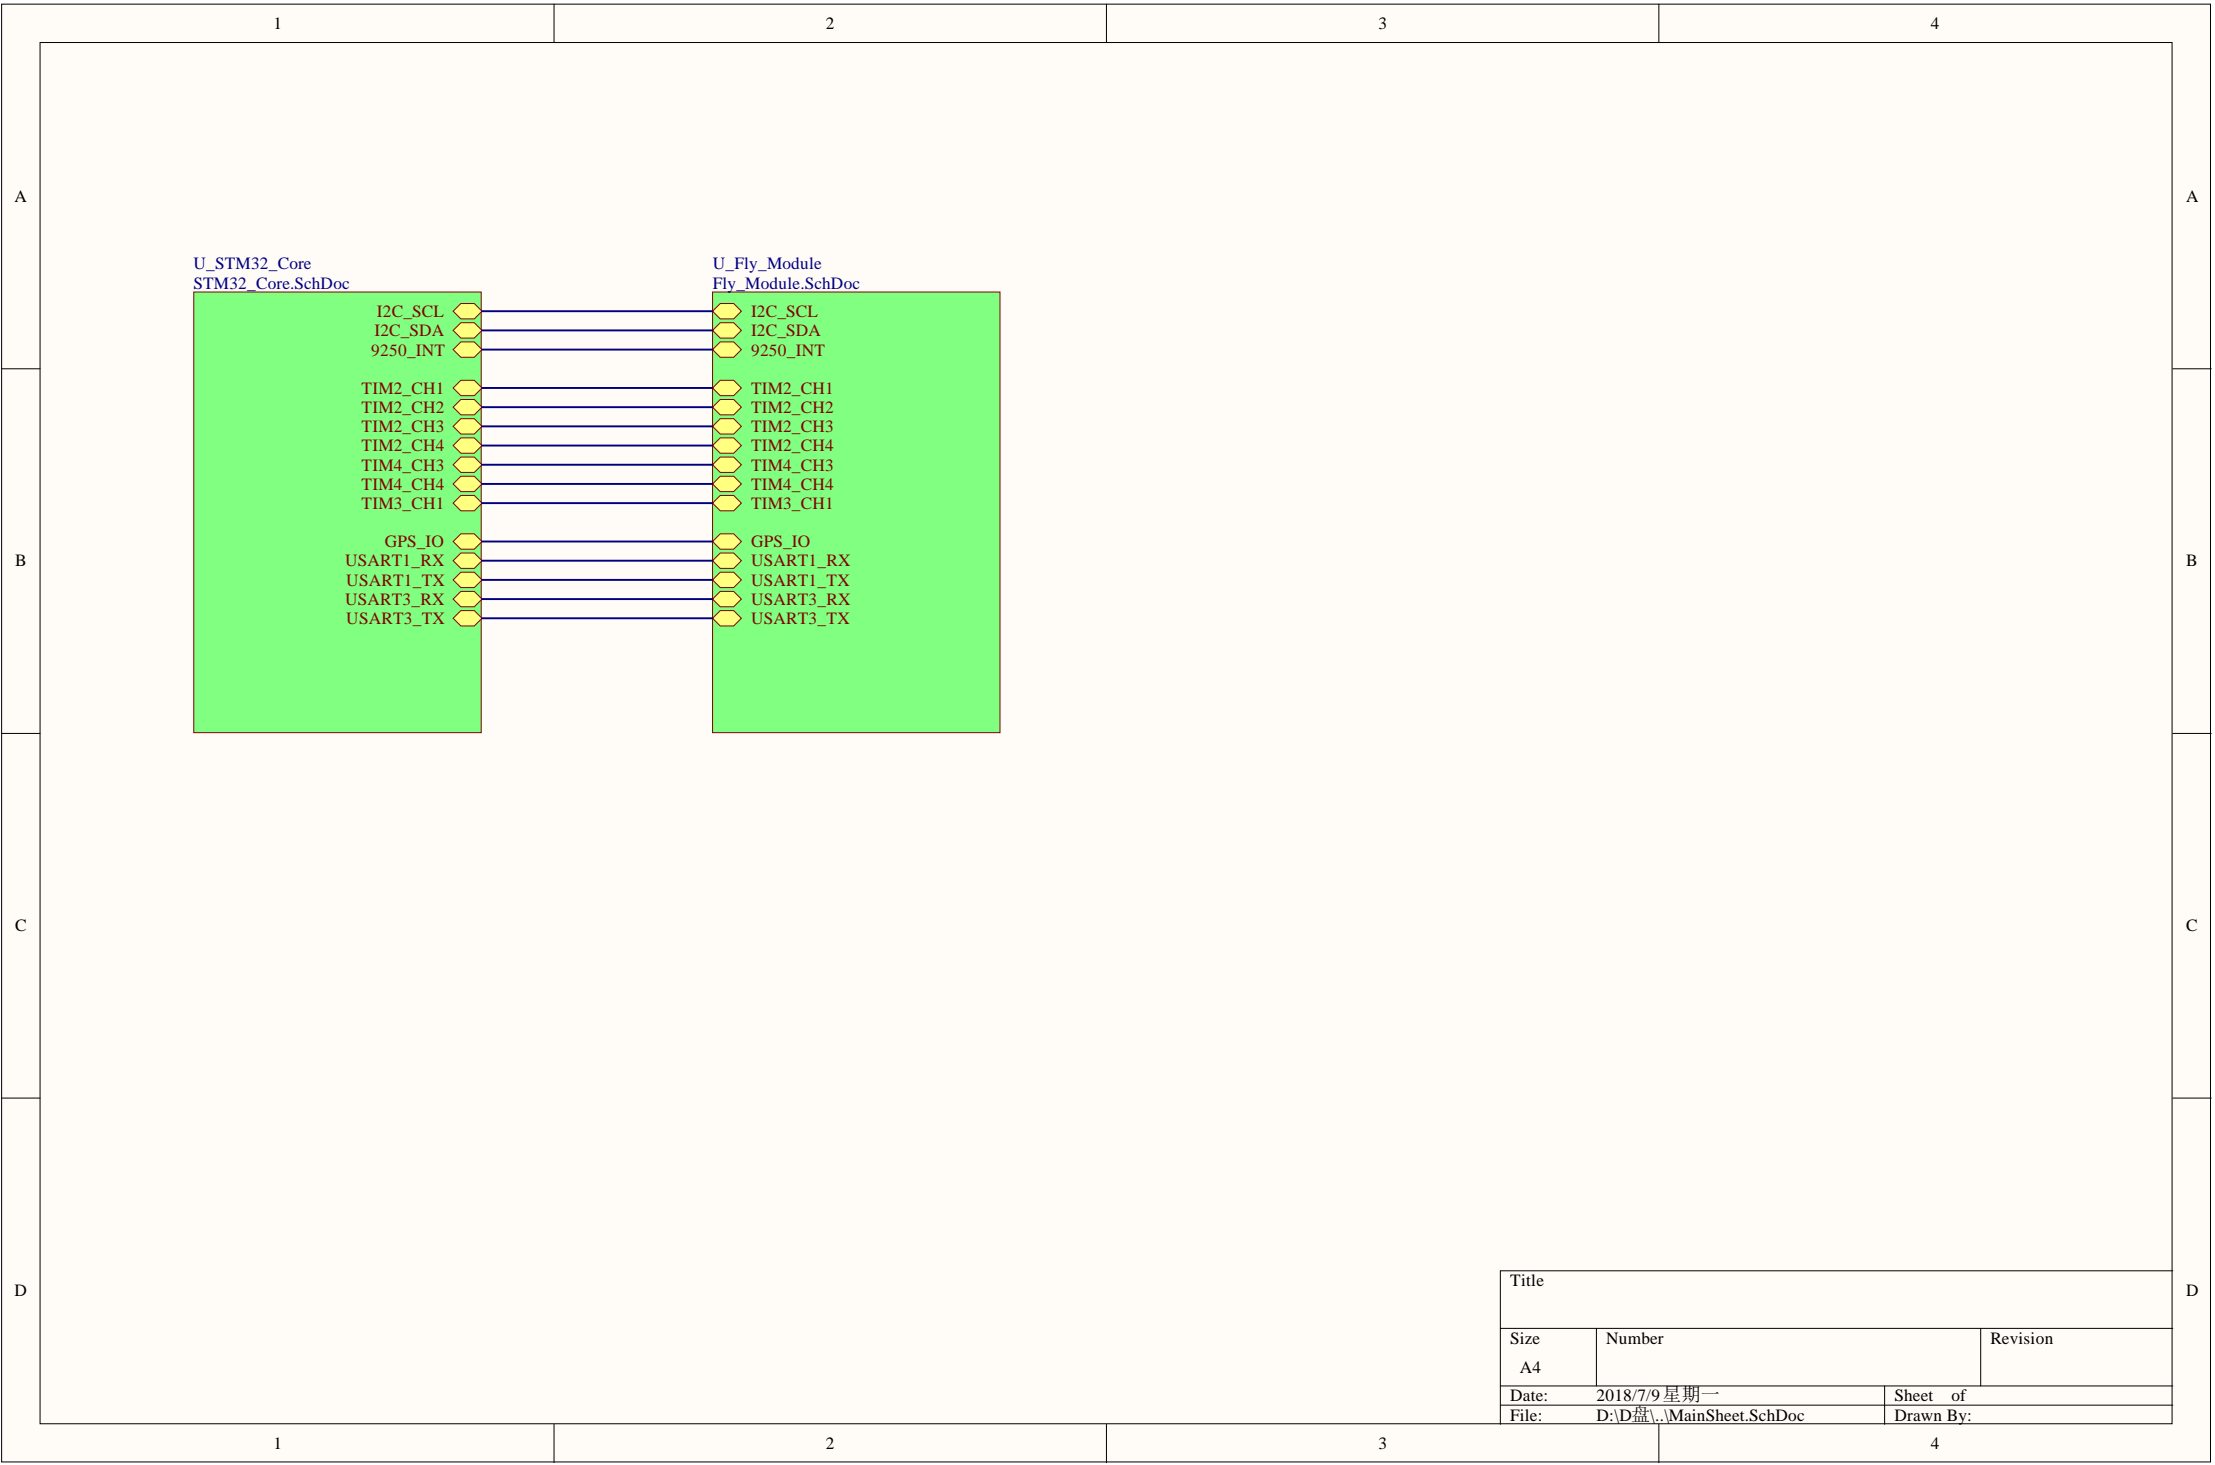 1 2 3 4
A A
U_STM32_Core
STM32_Core.SchDoc
I2C_SCL
I2C_SDA
9250_INT
TIM2_CH1
TIM2_CH2
TIM2_CH3
TIM2_CH4
TIM4_CH3
TIM4_CH4
TIM3_CH1
GPS_IO
USART1_RX
USART1_TX
USART3_RX
USART3_TX
U_Fly_Module
Fly_Module.SchDoc
I2C_SCL
I2C_SDA
9250_INT
TIM2_CH1
TIM2_CH2
TIM2_CH3
TIM2_CH4
TIM4_CH3
TIM4_CH4
TIM3_CH1
GPS_IO
USART1_RX
USART1_TX
USART3_RX
USART3_TX
B B
C C
D D
Title
Size Number Revision
A4
Date: 2018/7/9星期一 Sheet of
File: D:\D盘\..\MainSheet.SchDoc Drawn By:
1 2 3 4